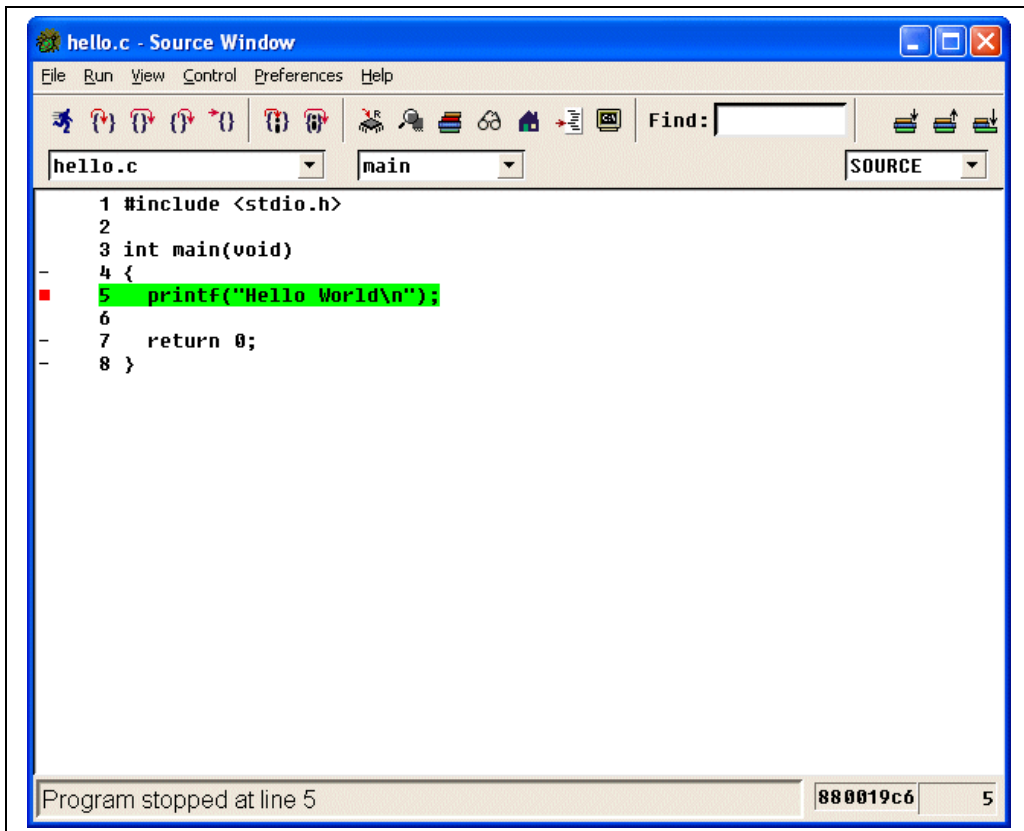 hello.c - Source Window
File Run View Control Preferences Help
Find:
hello.c main SOURCE
1 #include <stdio.h>
2
3 int main(void)
- 4 {
5   printf("Hello World\n");
6
- 7   return 0;
- 8 }
Program stopped at line 5 880019c6 5